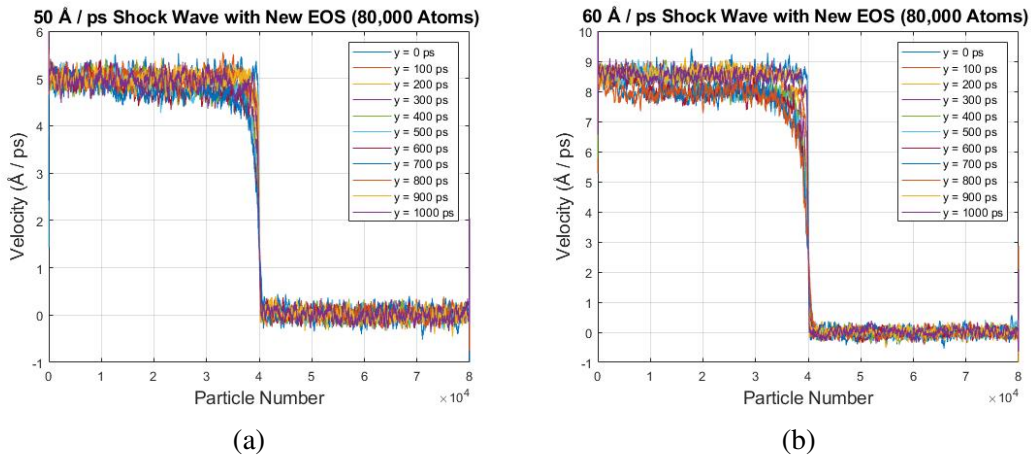 50 Å / ps Shock Wave with New EOS (80,000 Atoms)
6
5
4
3
2
1
0
-1
Velocity (Å / ps)
y = 0 ps
y = 100 ps
y = 200 ps
y = 300 ps
y = 400 ps
y = 500 ps
y = 600 ps
y = 700 ps
y = 800 ps
y = 900 ps
y = 1000 ps
0 1 2 3 4 5 6 7 8
Particle Number
×10⁴
(a)
60 Å / ps Shock Wave with New EOS (80,000 Atoms)
10
9
8
7
6
5
4
3
2
1
0
-1
Velocity (Å / ps)
y = 0 ps
y = 100 ps
y = 200 ps
y = 300 ps
y = 400 ps
y = 500 ps
y = 600 ps
y = 700 ps
y = 800 ps
y = 900 ps
y = 1000 ps
0 1 2 3 4 5 6 7 8
Particle Number
×10⁴
(b)